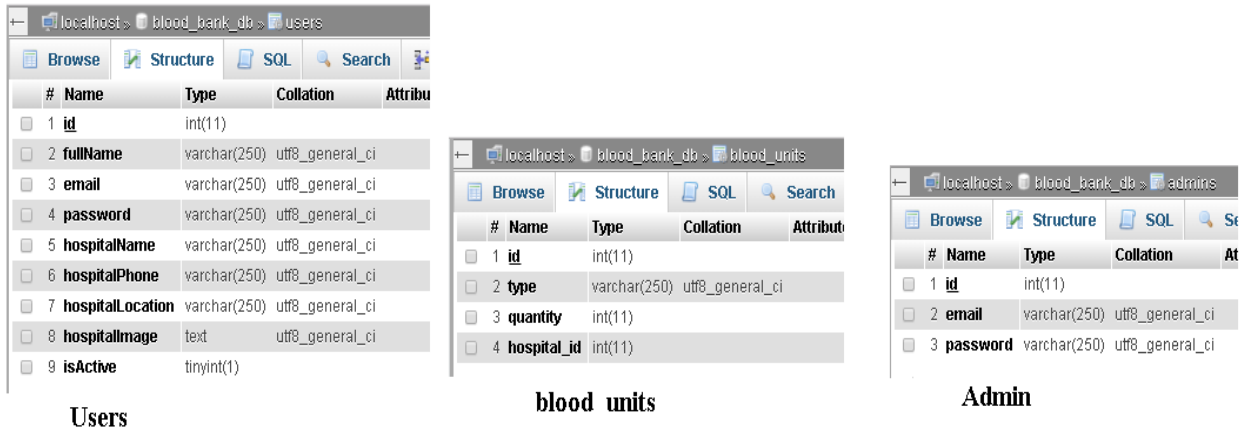 localhost » blood_bank_db » users
Browse Structure SQL Search
# Name Type Collation Attribu
1 id int(11)
2 fullName varchar(250) utf8_general_ci
3 email varchar(250) utf8_general_ci
4 password varchar(250) utf8_general_ci
5 hospitalName varchar(250) utf8_general_ci
6 hospitalPhone varchar(250) utf8_general_ci
7 hospitalLocation varchar(250) utf8_general_ci
8 hospitalImage text utf8_general_ci
9 isActive tinyint(1)
Users
localhost » blood_bank_db » blood_units
Browse Structure SQL Search
# Name Type Collation Attribut
1 id int(11)
2 type varchar(250) utf8_general_ci
3 quantity int(11)
4 hospital_id int(11)
blood units
localhost » blood_bank_db » admins
Browse Structure SQL Se
# Name Type Collation At
1 id int(11)
2 email varchar(250) utf8_general_ci
3 password varchar(250) utf8_general_ci
Admin